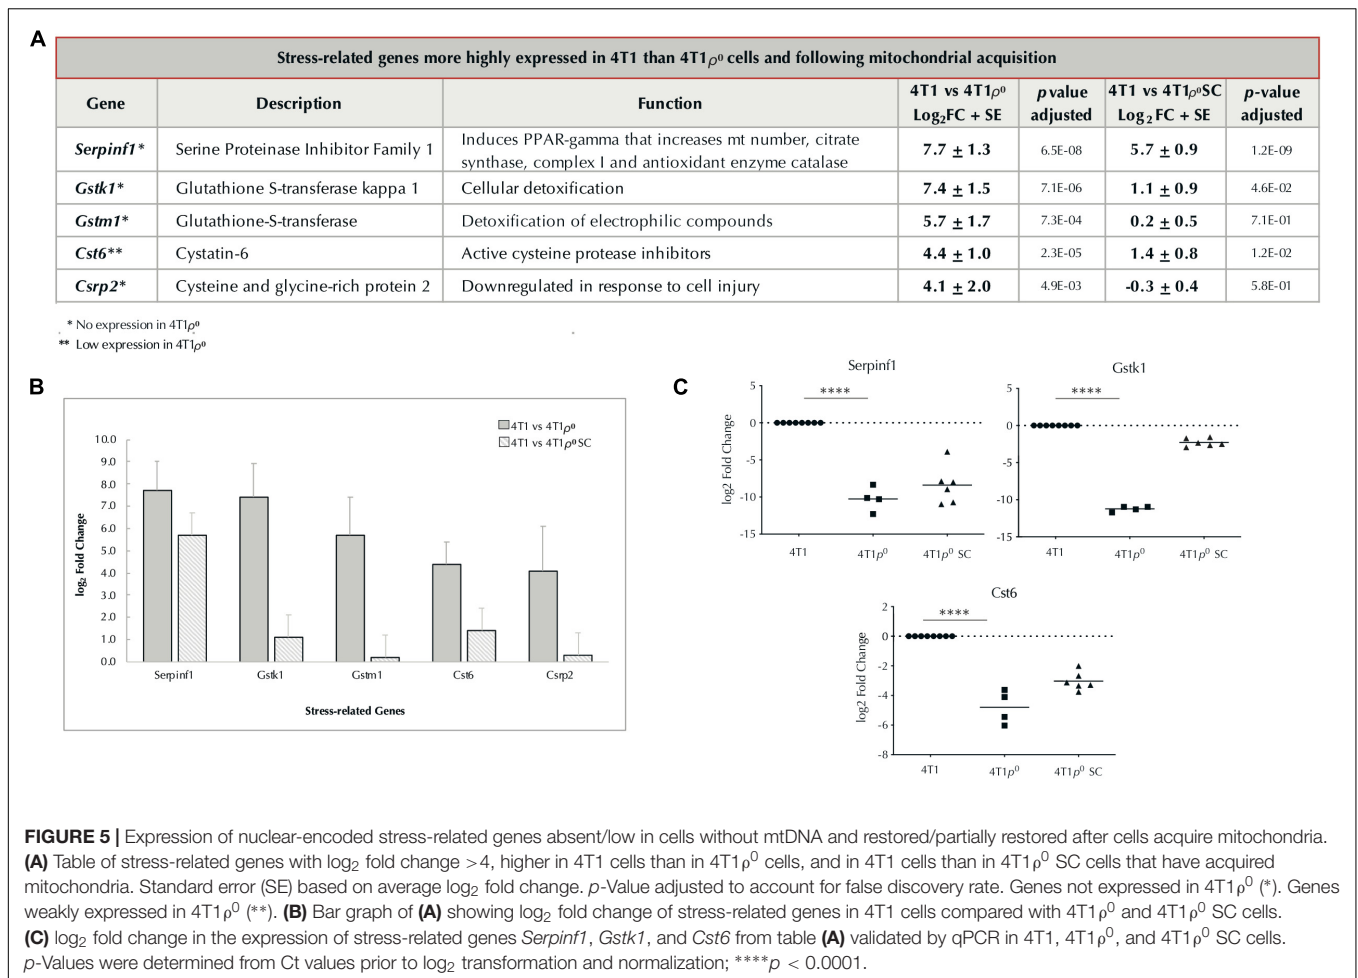 A
Stress-related genes more highly expressed in 4T1 than 4T1ρ⁰ cells and following mitochondrial acquisition
Gene Description Function 4T1 vs 4T1ρ⁰ Log₂FC + SE p value adjusted 4T1 vs 4T1ρ⁰SC Log₂ FC + SE p-value adjusted
Serpinf1* Serine Proteinase Inhibitor Family 1 Induces PPAR-gamma that increases mt number, citrate synthase, complex I and antioxidant enzyme catalase 7.7 ± 1.3 6.5E-08 5.7 ± 0.9 1.2E-09
Gstk1* Glutathione S-transferase kappa 1 Cellular detoxification 7.4 ± 1.5 7.1E-06 1.1 ± 0.9 4.6E-02
Gstm1* Glutathione-S-transferase Detoxification of electrophilic compounds 5.7 ± 1.7 7.3E-04 0.2 ± 0.5 7.1E-01
Cst6** Cystatin-6 Active cysteine protease inhibitors 4.4 ± 1.0 2.3E-05 1.4 ± 0.8 1.2E-02
Csrp2* Cysteine and glycine-rich protein 2 Downregulated in response to cell injury 4.1 ± 2.0 4.9E-03 -0.3 ± 0.4 5.8E-01
* No expression in 4T1ρ⁰
** Low expression in 4T1ρ⁰
B
4T1 vs 4T1ρ⁰
4T1 vs 4T1ρ⁰ SC
log₂ Fold Change
10.0
9.0
8.0
7.0
6.0
5.0
4.0
3.0
2.0
1.0
0.0
Serpinf1 Gstk1 Gstm1 Cst6 Csrp2
Stress-related Genes
C
Serpinf1
****
log2 Fold Change
5
0
-5
-10
-15
4T1 4T1p⁰ 4T1p⁰ SC
Gstk1
****
5
0
-5
-10
-15
4T1 4T1p⁰ 4T1p⁰ SC
Cst6
****
log2 Fold Change
2
0
-2
-4
-6
-8
4T1 4T1p⁰ 4T1p⁰ SC
FIGURE 5 | Expression of nuclear-encoded stress-related genes absent/low in cells without mtDNA and restored/partially restored after cells acquire mitochondria.
(A) Table of stress-related genes with log₂ fold change >4, higher in 4T1 cells than in 4T1ρ⁰ cells, and in 4T1 cells than in 4T1ρ⁰ SC cells that have acquired
mitochondria. Standard error (SE) based on average log₂ fold change. p-Value adjusted to account for false discovery rate. Genes not expressed in 4T1ρ⁰ (*). Genes
weakly expressed in 4T1ρ⁰ (**). (B) Bar graph of (A) showing log₂ fold change of stress-related genes in 4T1 cells compared with 4T1ρ⁰ and 4T1ρ⁰ SC cells.
(C) log₂ fold change in the expression of stress-related genes Serpinf1, Gstk1, and Cst6 from table (A) validated by qPCR in 4T1, 4T1ρ⁰, and 4T1ρ⁰ SC cells.
p-Values were determined from Ct values prior to log₂ transformation and normalization; ****p < 0.0001.